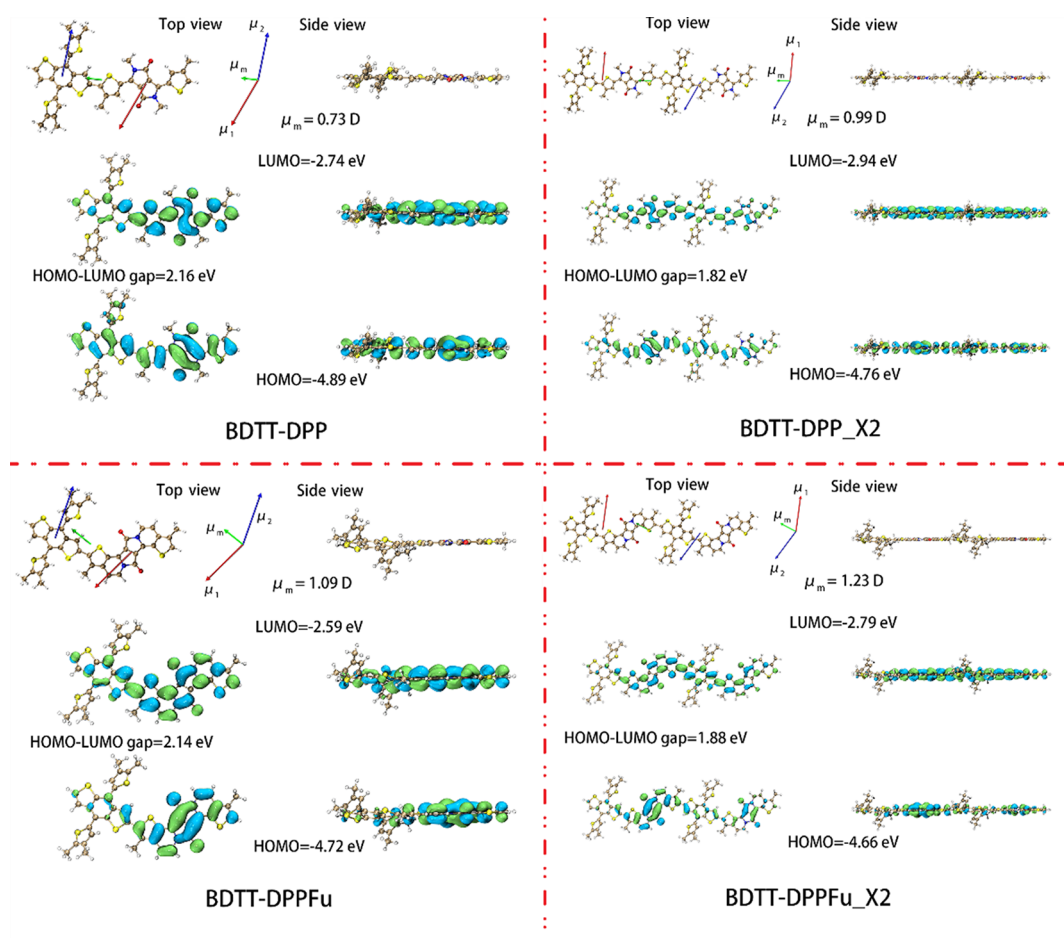 Top view
Side view
μ2
μm
μ1
μm = 0.73 D
LUMO=-2.74 eV
HOMO-LUMO gap=2.16 eV
HOMO=-4.89 eV
BDTT-DPP
Top view
Side view
μ1
μm
μ2
μm = 0.99 D
LUMO=-2.94 eV
HOMO-LUMO gap=1.82 eV
HOMO=-4.76 eV
BDTT-DPP_X2
Top view
Side view
μ2
μm
μ1
μm = 1.09 D
LUMO=-2.59 eV
HOMO-LUMO gap=2.14 eV
HOMO=-4.72 eV
BDTT-DPPFu
Top view
Side view
μ1
μm
μ2
μm = 1.23 D
LUMO=-2.79 eV
HOMO-LUMO gap=1.88 eV
HOMO=-4.66 eV
BDTT-DPPFu_X2